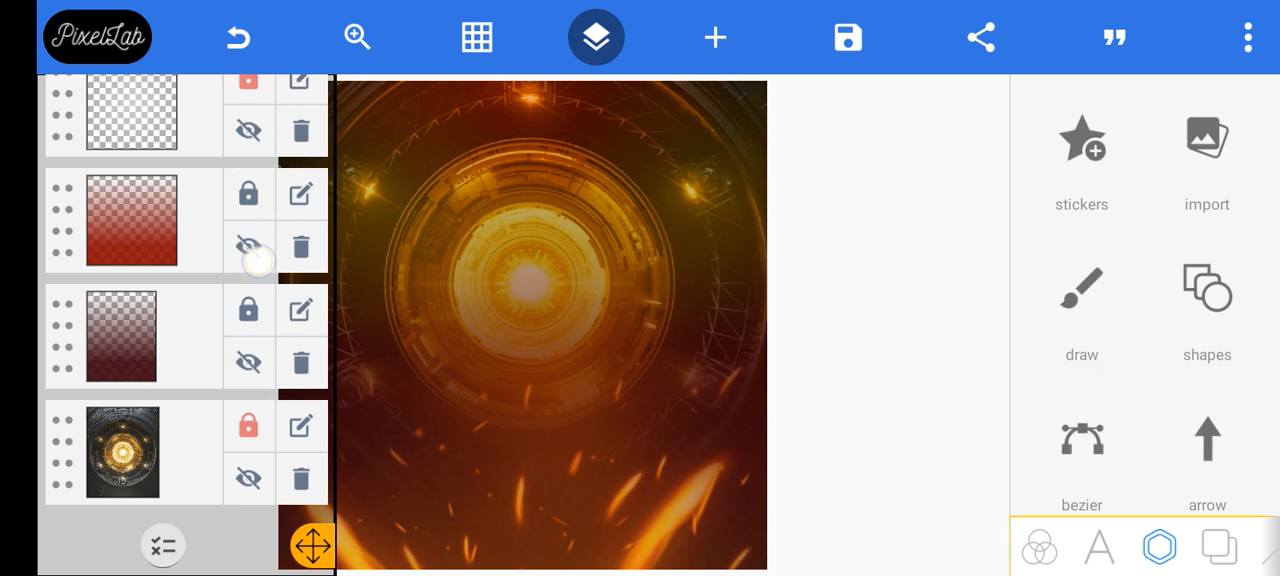 PixelLab
stickers
import
draw
shapes
bezier
arrow